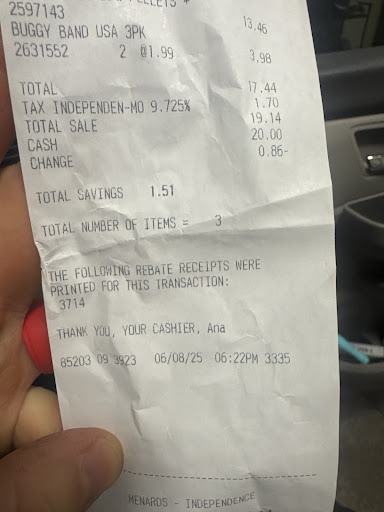 PELLETS *
2597143 13.46
BUGGY BAND USA 3PK
2631552 2 @1.99 3.98
TOTAL 17.44
TAX INDEPENDEN-MO 9.725% 1.70
TOTAL SALE 19.14
CASH 20.00
CHANGE 0.86-
TOTAL SAVINGS 1.51
TOTAL NUMBER OF ITEMS = 3
THE FOLLOWING REBATE RECEIPTS WERE
PRINTED FOR THIS TRANSACTION:
3714
THANK YOU, YOUR CASHIER, Ana
85203 09 3923 06/08/25 06:22PM 3335
MENARDS - INDEPENDENCE